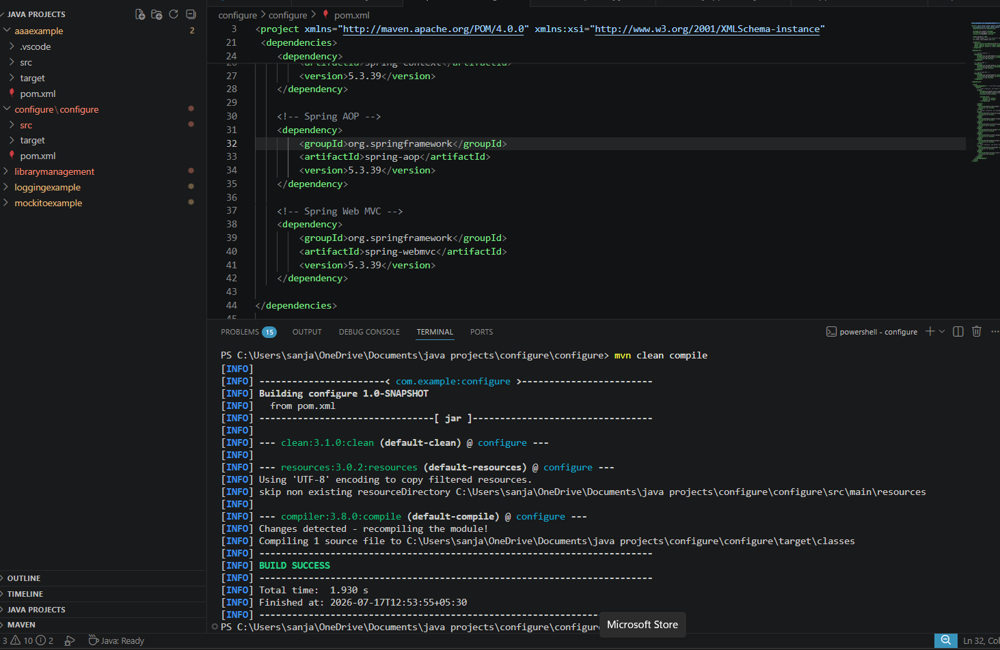 JAVA PROJECTS
aaaexample 2
.vscode
src
target
pom.xml
configure\configure
src
target
pom.xml
librarymanagement
loggingexample
mockitoexample
OUTLINE
TIMELINE
JAVA PROJECTS
MAVEN
configure > configure > pom.xml
3 <project xmlns="http://maven.apache.org/POM/4.0.0" xmlns:xsi="http://www.w3.org/2001/XMLSchema-instance"
21 <dependencies>
24 <dependency>
27 <version>5.3.39</version>
28 </dependency>
29
30 <!-- Spring AOP -->
31 <dependency>
32 <groupId>org.springframework</groupId>
33 <artifactId>spring-aop</artifactId>
34 <version>5.3.39</version>
35 </dependency>
36
37 <!-- Spring Web MVC -->
38 <dependency>
39 <groupId>org.springframework</groupId>
40 <artifactId>spring-webmvc</artifactId>
41 <version>5.3.39</version>
42 </dependency>
43
44 </dependencies>
45
PROBLEMS 15 OUTPUT DEBUG CONSOLE TERMINAL PORTS powershell - configure
PS C:\Users\sanja\OneDrive\Documents\java projects\configure\configure> mvn clean compile
[INFO]
[INFO] -----------------------< com.example:configure >------------------------
[INFO] Building configure 1.0-SNAPSHOT
[INFO]   from pom.xml
[INFO] --------------------------------[ jar ]---------------------------------
[INFO]
[INFO] --- clean:3.1.0:clean (default-clean) @ configure ---
[INFO]
[INFO] --- resources:3.0.2:resources (default-resources) @ configure ---
[INFO] Using 'UTF-8' encoding to copy filtered resources.
[INFO] skip non existing resourceDirectory C:\Users\sanja\OneDrive\Documents\java projects\configure\configure\src\main\resources
[INFO]
[INFO] --- compiler:3.8.0:compile (default-compile) @ configure ---
[INFO] Changes detected - recompiling the module!
[INFO] Compiling 1 source file to C:\Users\sanja\OneDrive\Documents\java projects\configure\configure\target\classes
[INFO] ------------------------------------------------------------------------
[INFO] BUILD SUCCESS
[INFO] ------------------------------------------------------------------------
[INFO] Total time:  1.930 s
[INFO] Finished at: 2026-07-17T12:53:55+05:30
[INFO] --------------------------------------------------------------
PS C:\Users\sanja\OneDrive\Documents\java projects\configure\configure
Microsoft Store
3 10 2 Java: Ready Ln 32, Col